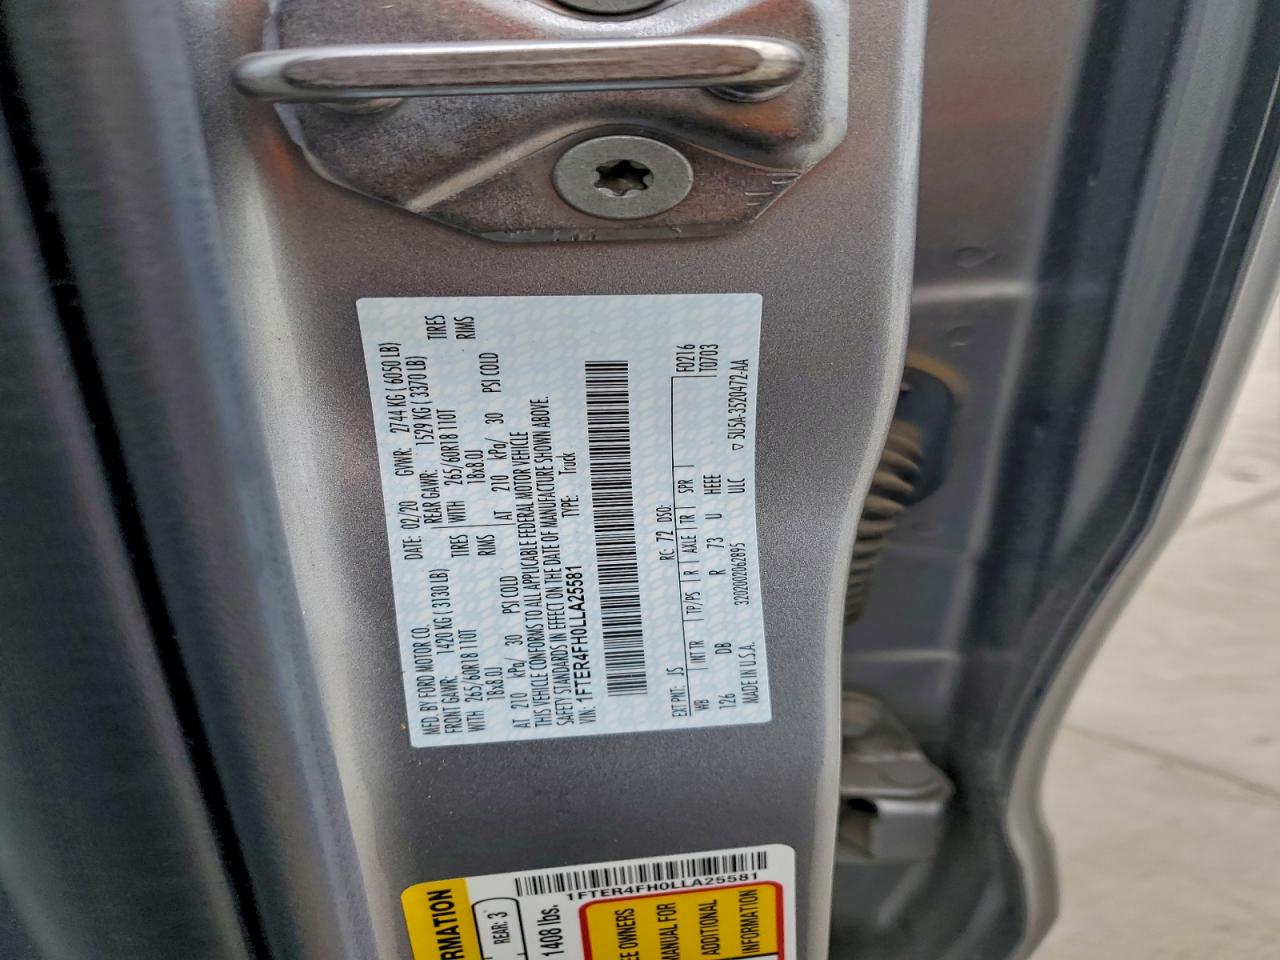 MFD. BY FORD MOTOR CO.
DATE: 02/20 GVWR: 2744 KG ( 6050 LB)
FRONT GAWR: 1420 KG ( 3130 LB) REAR GAWR: 1529 KG ( 3370 LB)
WITH 265/60R18 110T TIRES WITH 265/60R18 110T TIRES
18x8.0J RIMS 18x8.0J RIMS
AT 210 kPa/ 30 PSI COLD AT 210 kPa/ 30 PSI COLD
THIS VEHICLE CONFORMS TO ALL APPLICABLE FEDERAL MOTOR VEHICLE
SAFETY STANDARDS IN EFFECT ON THE DATE OF MANUFACTURE SHOWN ABOVE.
VIN: 1FTER4FH0LLA25581 TYPE: Truck
F0216
T0703
EXT PNT: JS RC: 72 DSO:
WB INT TR TP/PS R AXLE TR SPR
126 DB R 73 U HEEE
MADE IN U.S.A. 3202002062895 ULC ▽5U5A-3520472-AA
1FTER4FH0LLA25581
RMATION
REAR: 3
1408 lbs.
EE OWNERS
MANUAL FOR
ADDITIONAL
INFORMATION